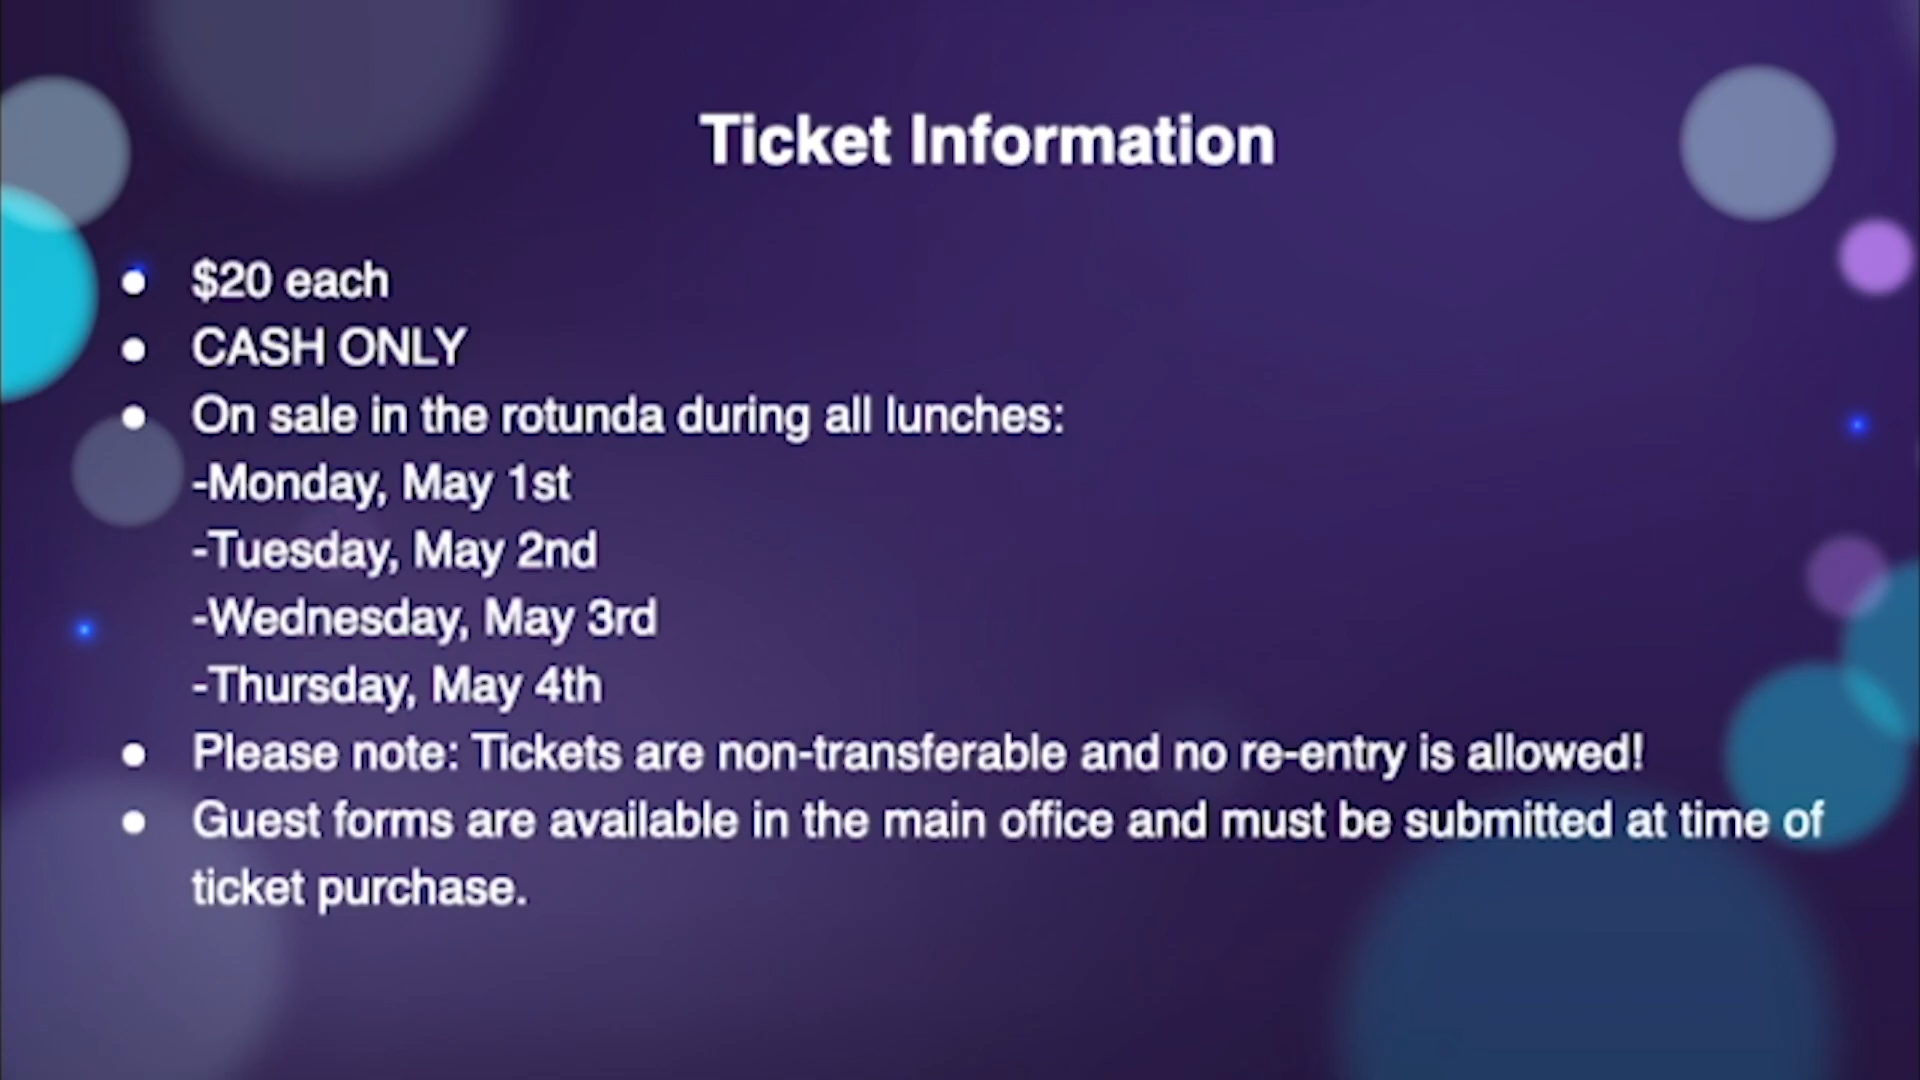 Ticket Information
● $20 each
● CASH ONLY
● On sale in the rotunda during all lunches:
-Monday, May 1st
-Tuesday, May 2nd
-Wednesday, May 3rd
-Thursday, May 4th
● Please note: Tickets are non-transferable and no re-entry is allowed!
● Guest forms are available in the main office and must be submitted at time of
ticket purchase.